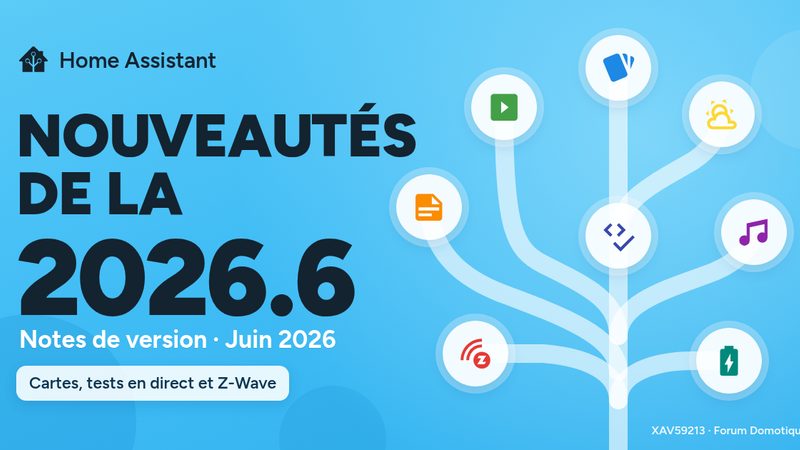 Home Assistant
NOUVEAUTÉS
DE LA
2026.6
Notes de version · Juin 2026
Cartes, tests en direct et Z-Wave
XAV59213 · Forum Domotiqu